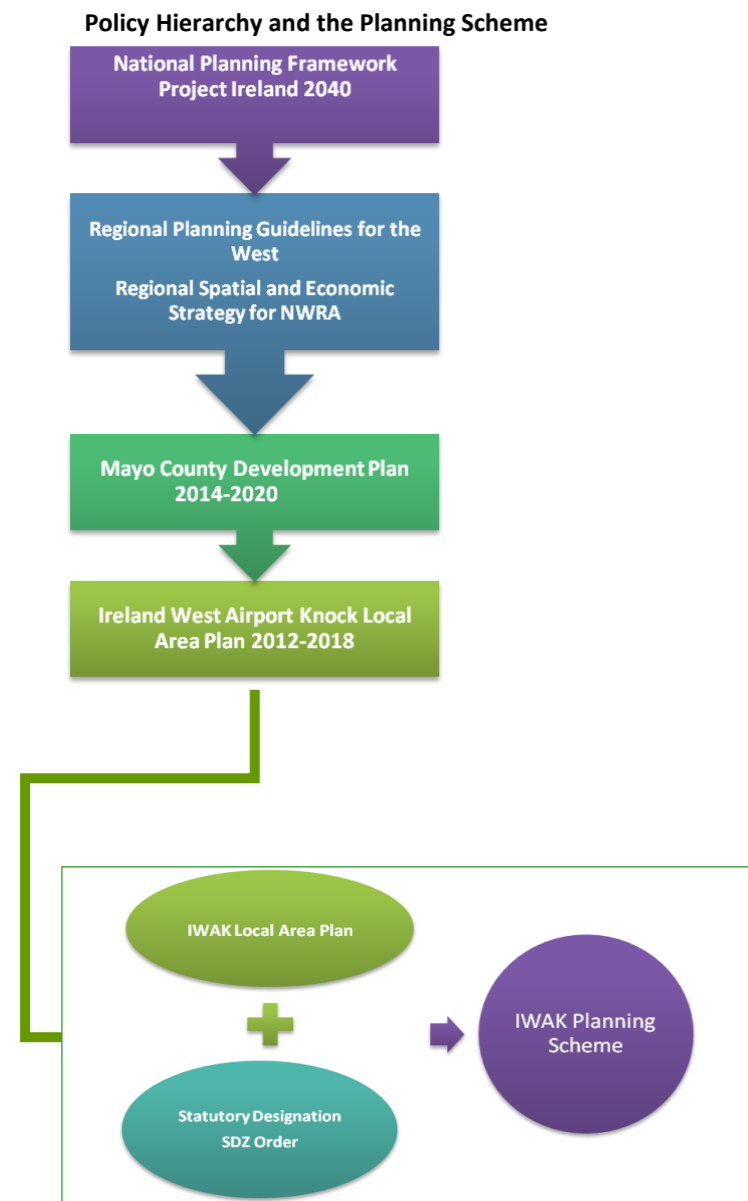 Policy Hierarchy and the Planning Scheme
National Planning Framework
Project Ireland 2040
Regional Planning Guidelines for the
West
Regional Spatial and Economic
Strategy for NWRA
Mayo County Development Plan
2014-2020
Ireland West Airport Knock Local
Area Plan 2012-2018
IWAK Local Area Plan
Statutory Designation
SDZ Order
IWAK Planning
Scheme